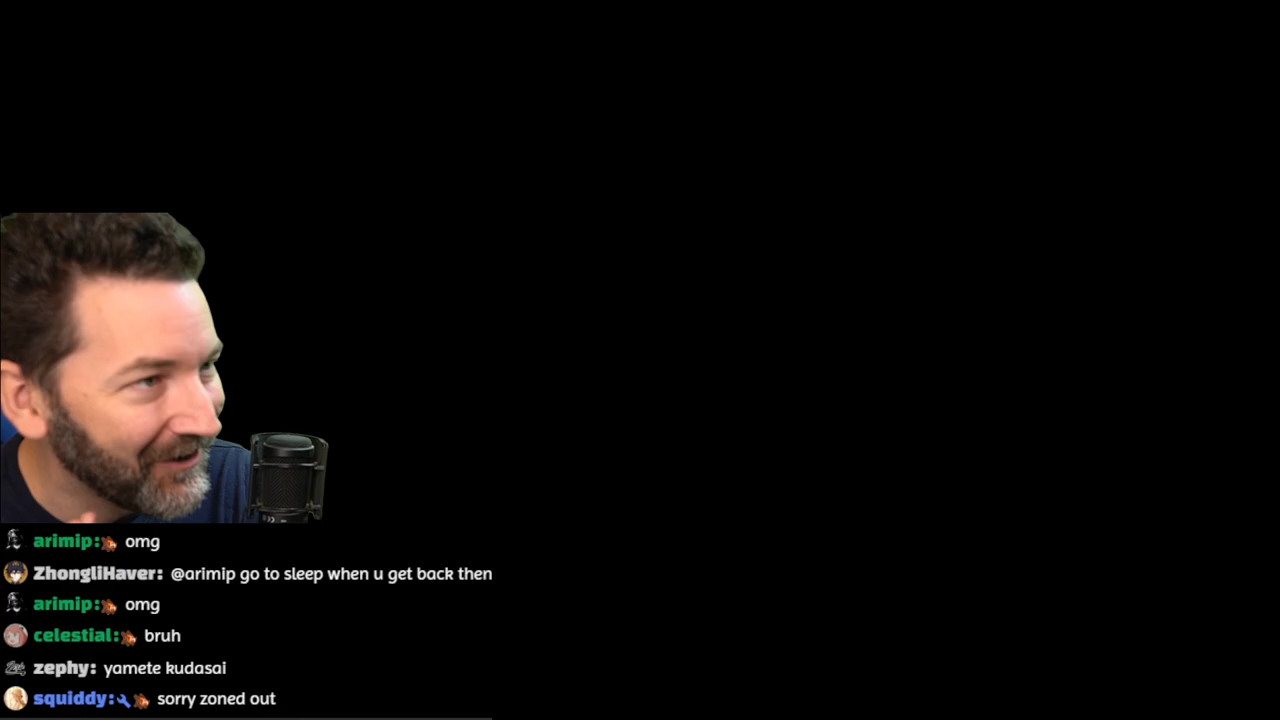 arimip: omg
ZhongliHaver: @arimip go to sleep when u get back then
arimip: omg
celestial: bruh
zephy: yamete kudasai
squiddy: sorry zoned out